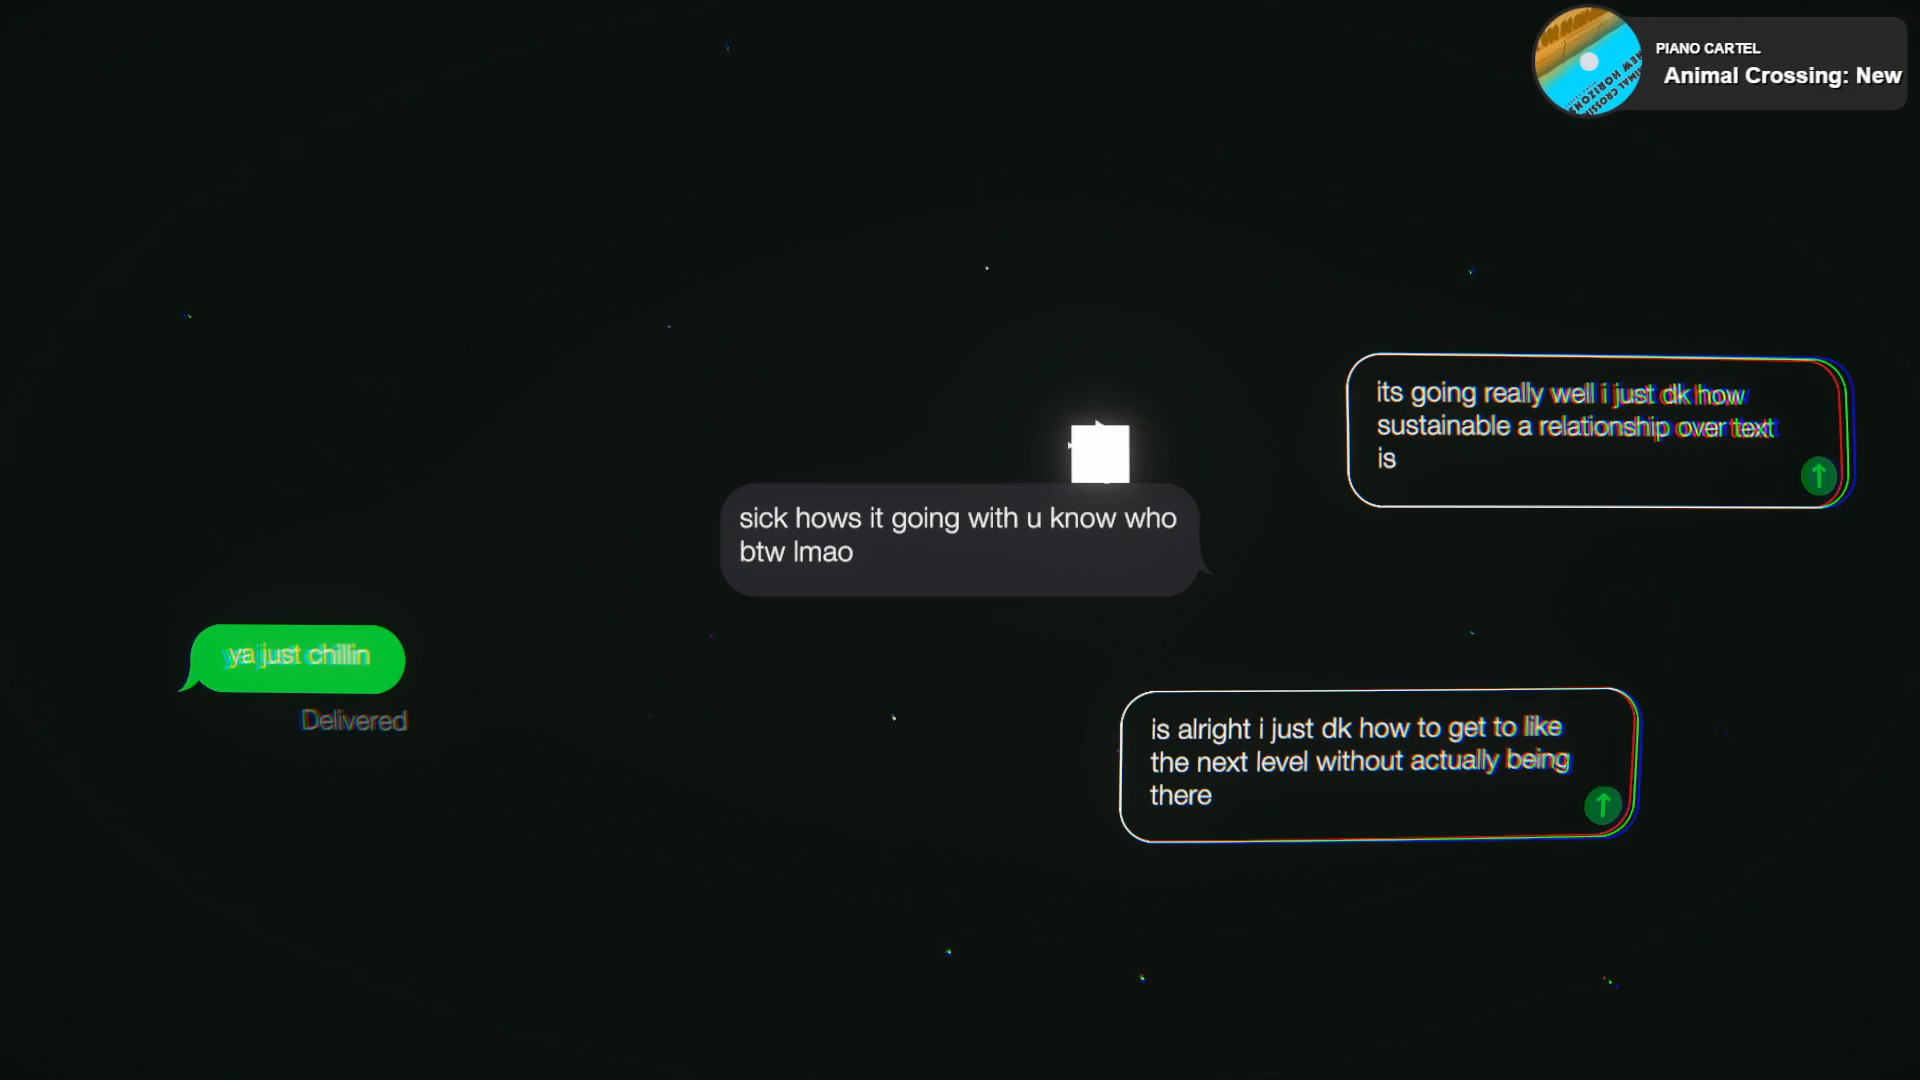 PIANO CARTEL
Animal Crossing: New
its going really well i just dk how
sustainable a relationship over text
is
sick hows it going with u know who
btw lmao
ya just chillin
Delivered
is alright i just dk how to get to like
the next level without actually being
there